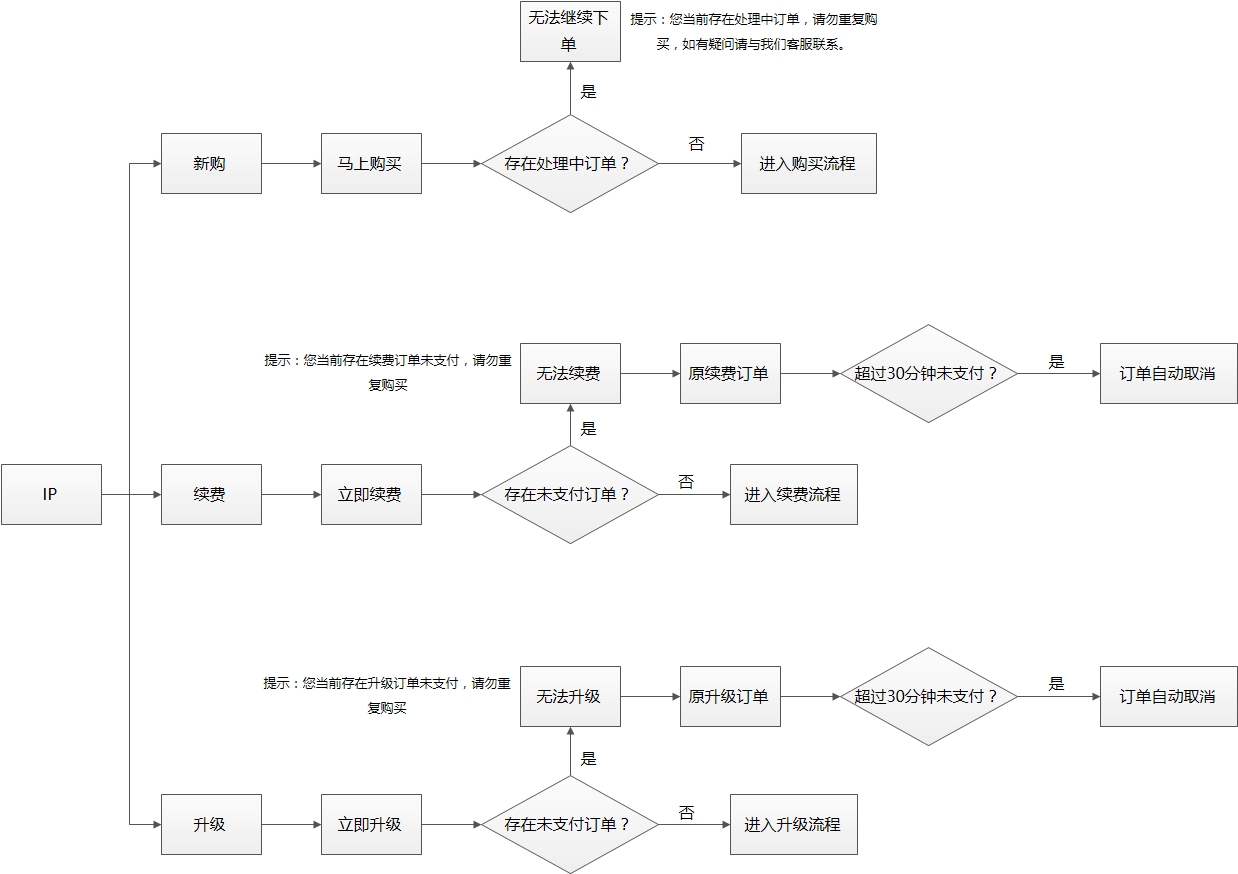 无法继续下
单
提示：您当前存在处理中订单，请勿重复购
买，如有疑问请与我们客服联系。
是
新购
马上购买
存在处理中订单？
否
进入购买流程
提示：您当前存在续费订单未支付，请勿重
复购买
无法续费
原续费订单
超过30分钟未支付？
是
订单自动取消
是
IP
续费
立即续费
存在未支付订单？
否
进入续费流程
提示：您当前存在升级订单未支付，请勿重
复购买
无法升级
原升级订单
超过30分钟未支付？
是
订单自动取消
是
升级
立即升级
存在未支付订单？
否
进入升级流程